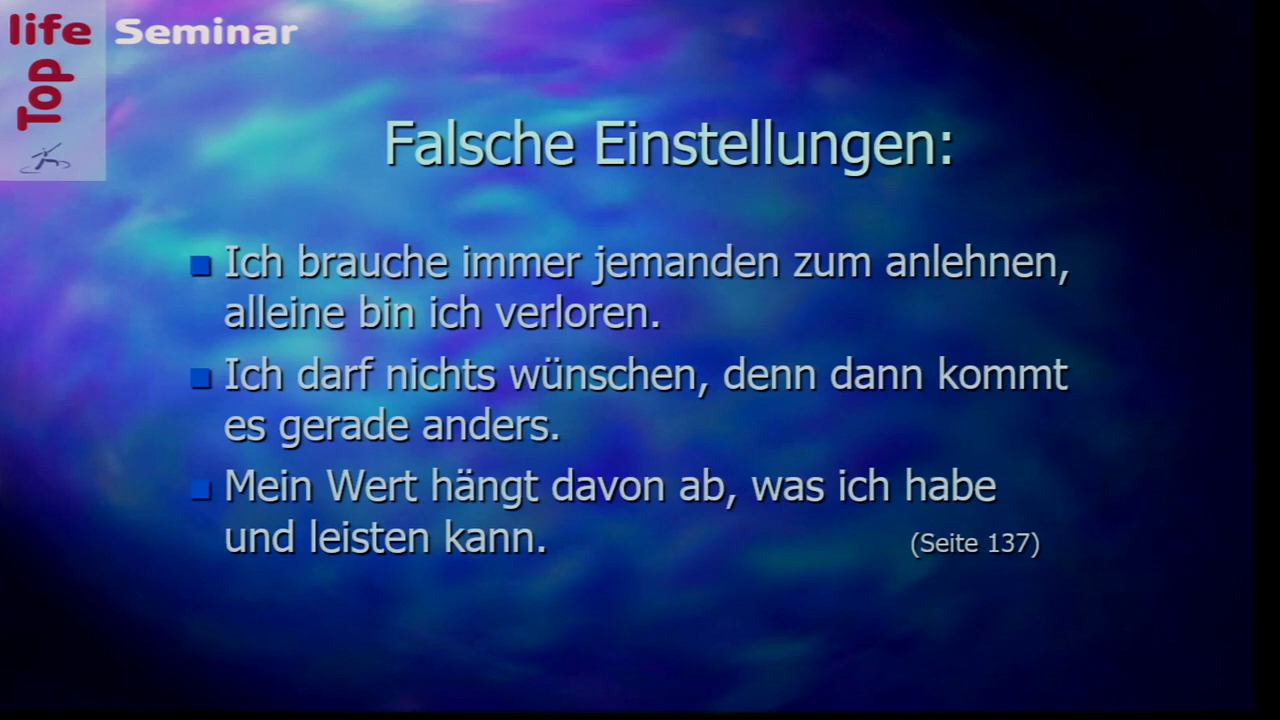 life Seminar
Top
Falsche Einstellungen:
Ich brauche immer jemanden zum anlehnen,
alleine bin ich verloren.
Ich darf nichts wünschen, denn dann kommt
es gerade anders.
Mein Wert hängt davon ab, was ich habe
und leisten kann. (Seite 137)